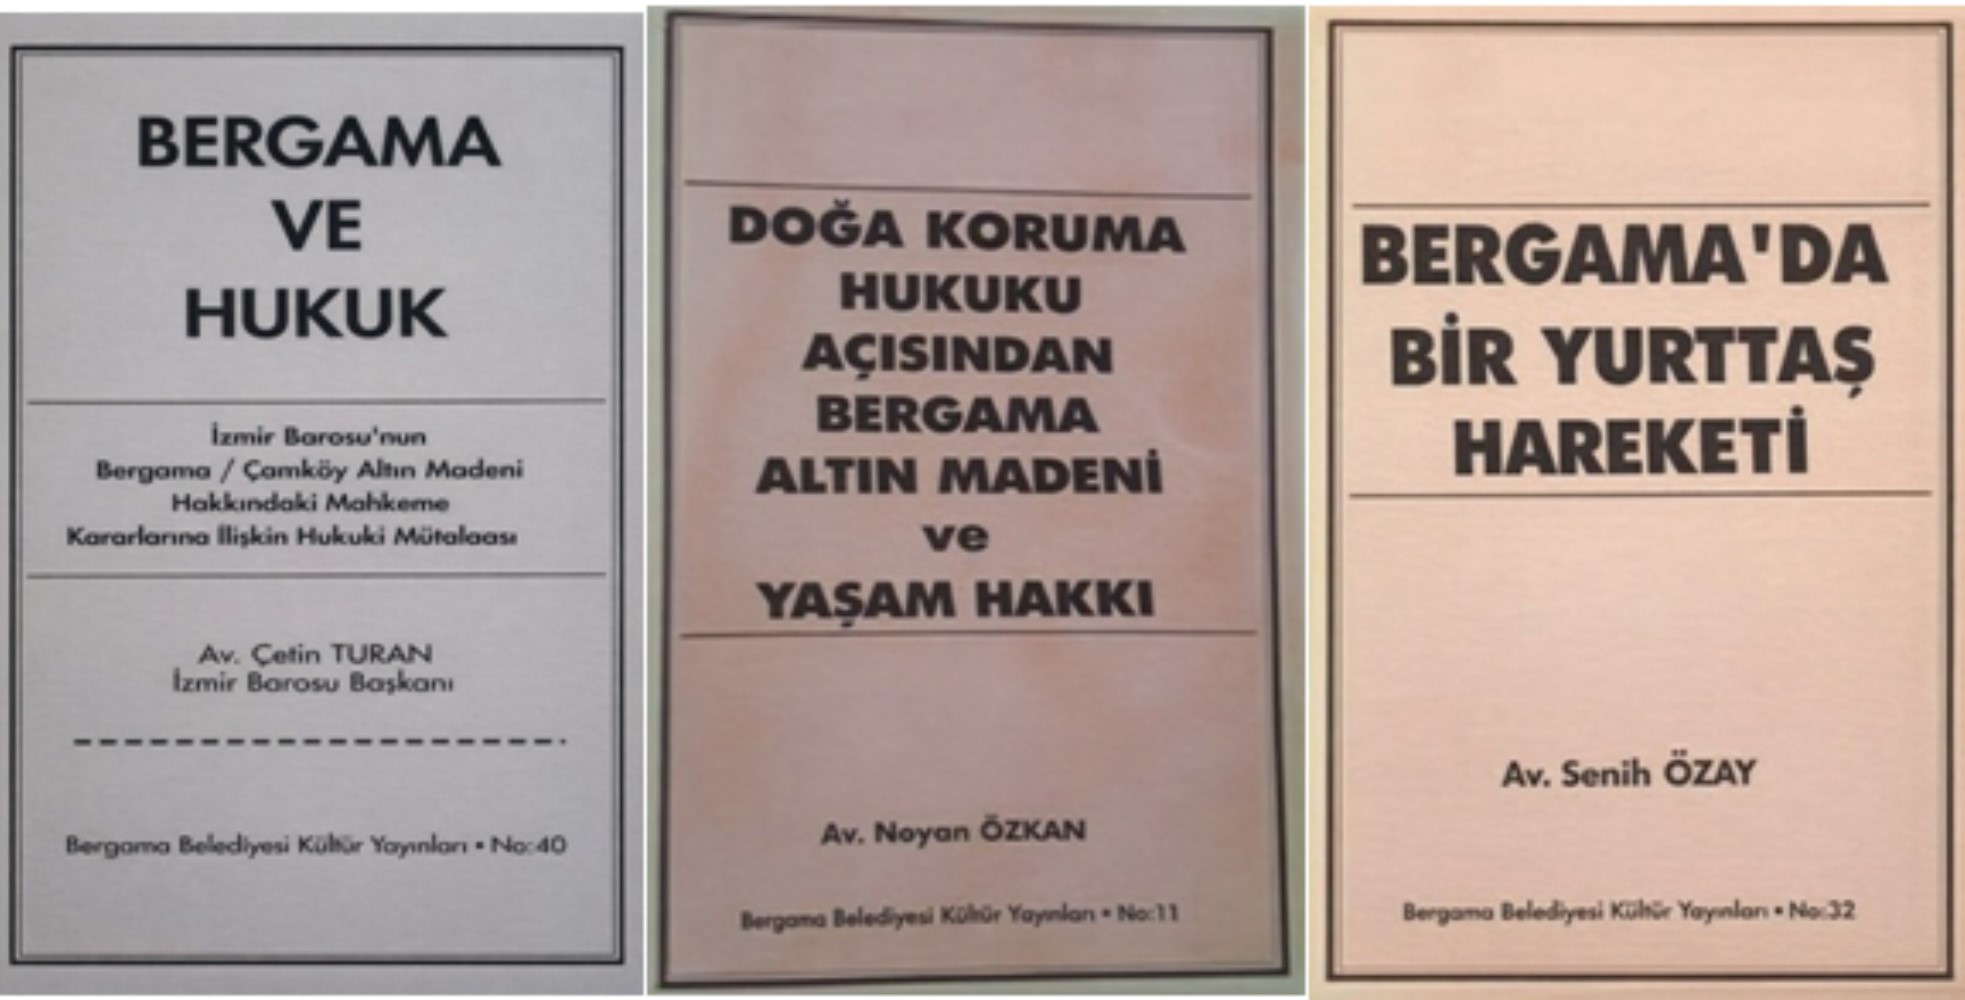 BERGAMA
VE
HUKUK
İzmir Barosu'nun
Bergama / Çamköy Altın Madeni
Hakkındaki Mahkeme
Kararlarına İlişkin Hukuki Mütalaası
Av. Çetin TURAN
İzmir Barosu Başkanı
Bergama Belediyesi Kültür Yayınları • No:40
DOĞA KORUMA
HUKUKU
AÇISINDAN
BERGAMA
ALTIN MADENİ
ve
YAŞAM HAKKI
Av. Noyan ÖZKAN
Bergama Belediyesi Kültür Yayınları • No:11
BERGAMA'DA
BİR YURTTAŞ
HAREKETİ
Av. Senih ÖZAY
Bergama Belediyesi Kültür Yayınları • No:32